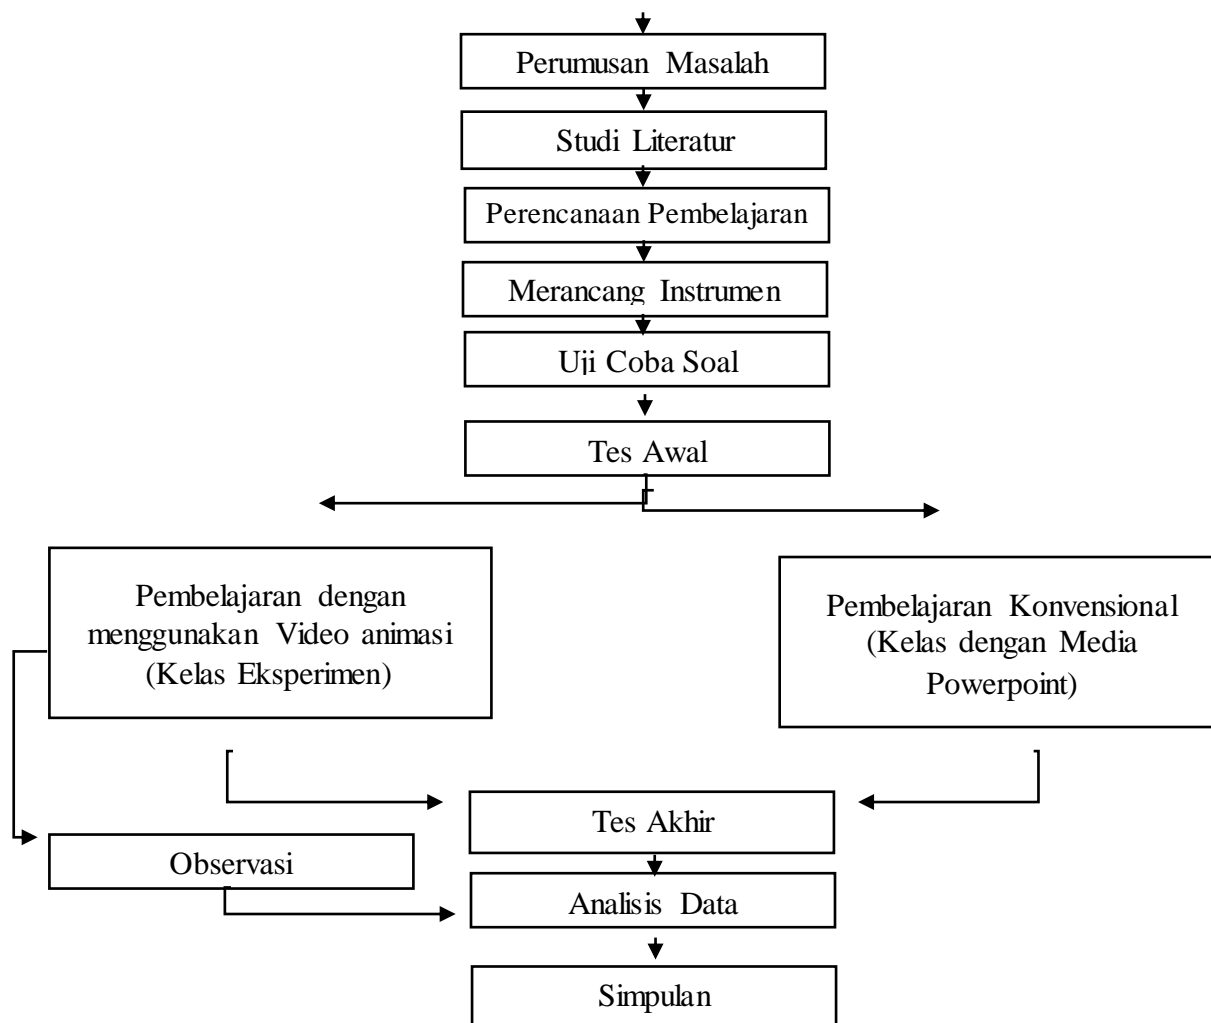 Perumusan Masalah
Studi Literatur
Perencanaan Pembelajaran
Merancang Instrumen
Uji Coba Soal
Tes Awal
Pembelajaran dengan
menggunakan Video animasi
(Kelas Eksperimen)
Pembelajaran Konvensional
(Kelas dengan Media
Powerpoint)
Tes Akhir
Observasi
Analisis Data
Simpulan